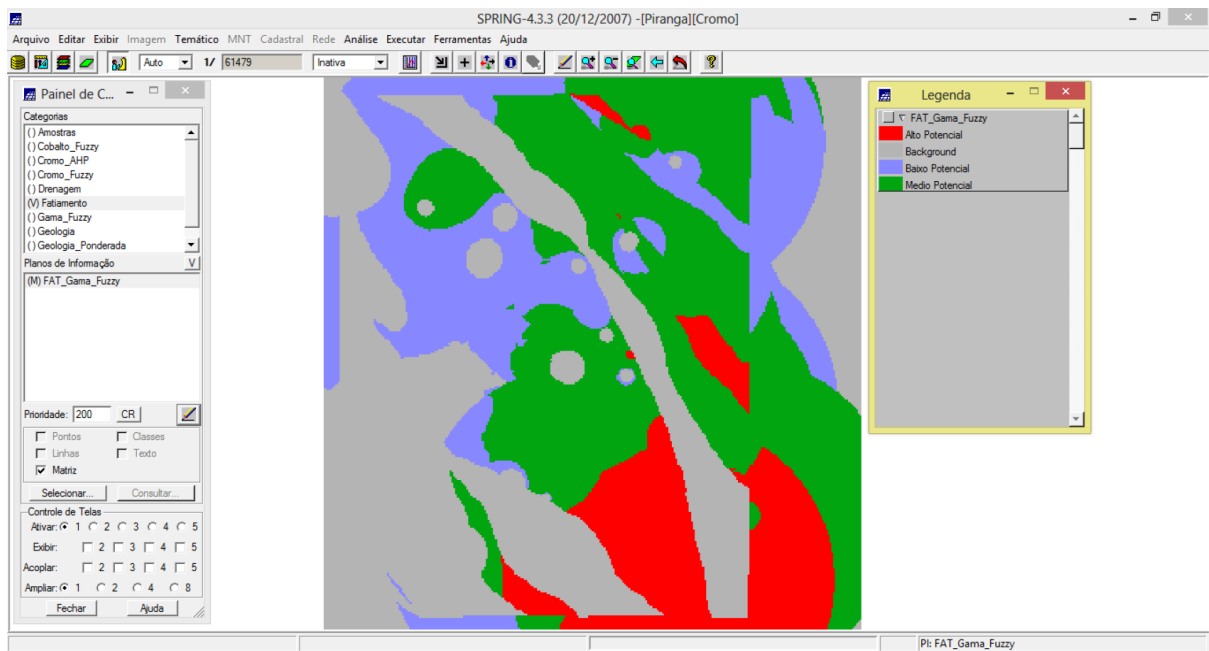 SPRING-4.3.3 (20/12/2007) -[Piranga][Cromo]
Arquivo Editar Exibir Imagem Temático MNT Cadastral Rede Análise Executar Ferramentas Ajuda
Auto 1/ 61479 Inativa
Painel de C...
Categorias
() Amostras
() Cobalto_Fuzzy
() Cromo_AHP
() Cromo_Fuzzy
() Drenagem
(V) Fatiamento
() Gama_Fuzzy
() Geologia
() Geologia_Ponderada
Planos de Informação V
(M) FAT_Gama_Fuzzy
Prioridade: 200 CR
Pontos Classes
Linhas Texto
Matriz
Selecionar... Consultar...
Controle de Telas
Ativar: 1 2 3 4 5
Exibir: 2 3 4 5
Acoplar: 2 3 4 5
Ampliar: 1 2 4 8
Fechar Ajuda
Legenda
FAT_Gama_Fuzzy
Alto Potencial
Background
Baixo Potencial
Medio Potencial
PI: FAT_Gama_Fuzzy